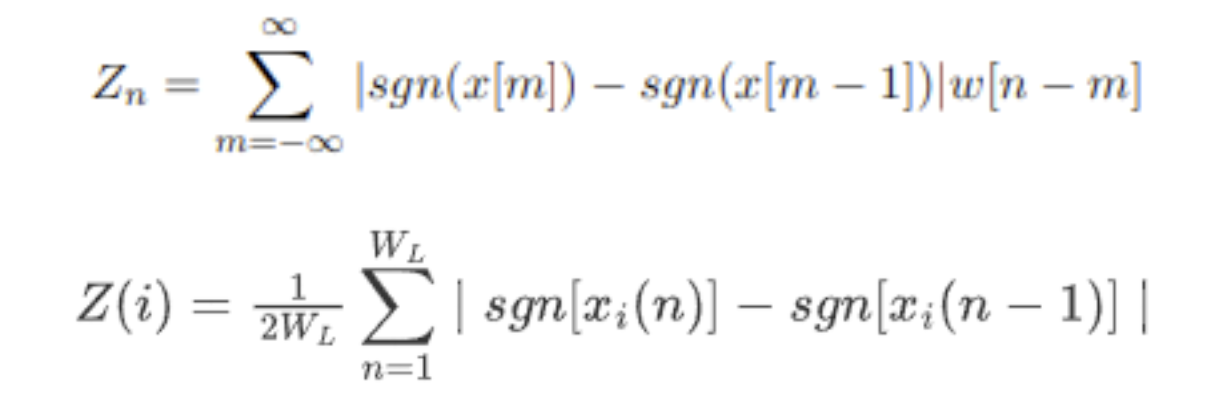 Z_n = \sum_{m=-\infty}^{\infty} |sgn(x[m]) - sgn(x[m-1])|w[n-m]
Z(i) = \frac{1}{2W_L} \sum_{n=1}^{W_L} | sgn[x_i(n)] - sgn[x_i(n-1)] |